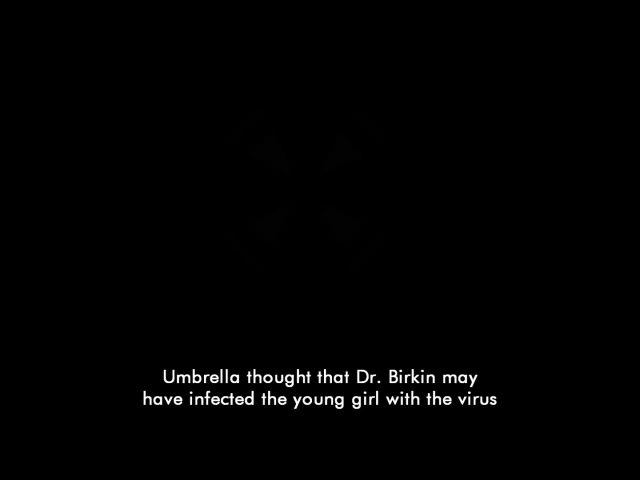 Umbrella thought that Dr. Birkin may
have infected the young girl with the virus